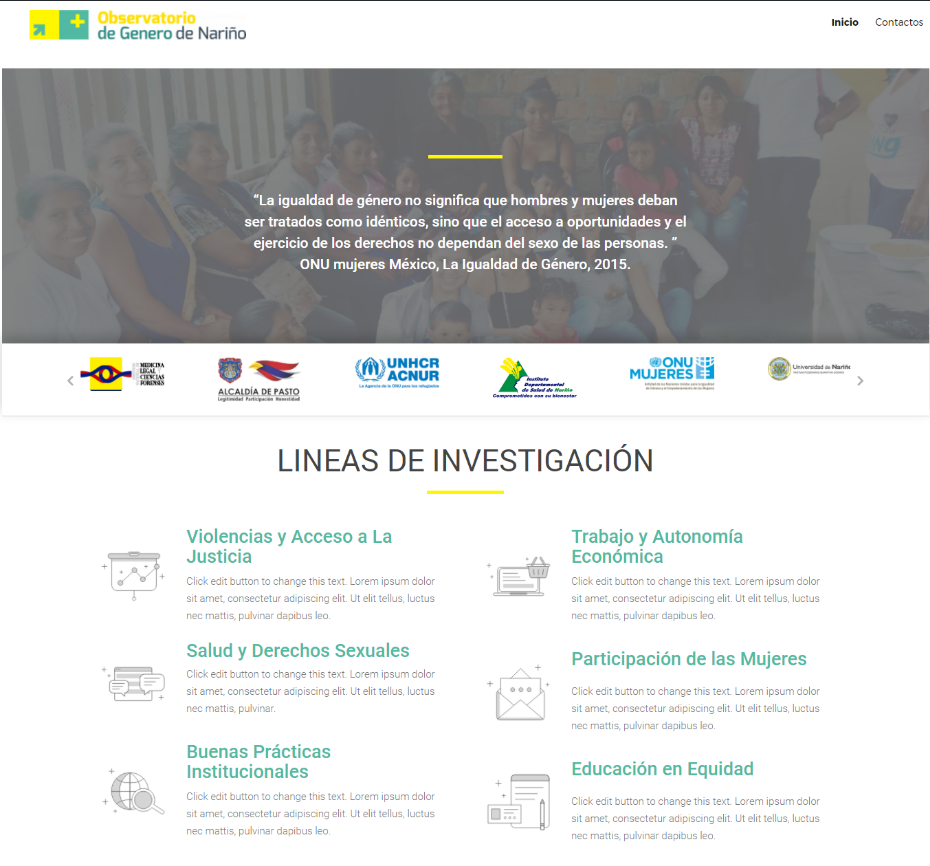 Observatorio
de Genero de Nariño
Inicio
Contactos
“La igualdad de género no significa que hombres y mujeres deban
ser tratados como idénticos, sino que el acceso a oportunidades y el
ejercicio de los derechos no dependan del sexo de las personas. ”
ONU mujeres México, La Igualdad de Género, 2015.
MEDICINA
LEGAL Y
CIENCIAS
FORENSES
ALCALDÍA DE PASTO
Legitimidad Participación Honestidad
UNHCR
ACNUR
La Agencia de la ONU para los refugiados
Instituto
Departamental
de Salud de Nariño
Comprometidos con su bienestar
ONU
MUJERES
Universidad de Nariñ
LINEAS DE INVESTIGACIÓN
Violencias y Acceso a La
Justicia
Click edit button to change this text. Lorem ipsum dolor
sit amet, consectetur adipiscing elit. Ut elit tellus, luctus
nec mattis, pulvinar dapibus leo.
Trabajo y Autonomía
Económica
Click edit button to change this text. Lorem ipsum dolor
sit amet, consectetur adipiscing elit. Ut elit tellus, luctus
nec mattis, pulvinar dapibus leo.
Salud y Derechos Sexuales
Click edit button to change this text. Lorem ipsum dolor
sit amet, consectetur adipiscing elit. Ut elit tellus, luctus
nec mattis, pulvinar.
Participación de las Mujeres
Click edit button to change this text. Lorem ipsum dolor
sit amet, consectetur adipiscing elit. Ut elit tellus, luctus
nec mattis, pulvinar dapibus leo.
Buenas Prácticas
Institucionales
Click edit button to change this text. Lorem ipsum dolor
sit amet, consectetur adipiscing elit. Ut elit tellus, luctus
nec mattis, pulvinar dapibus leo.
Educación en Equidad
Click edit button to change this text. Lorem ipsum dolor
sit amet, consectetur adipiscing elit. Ut elit tellus, luctus
nec mattis, pulvinar dapibus leo.